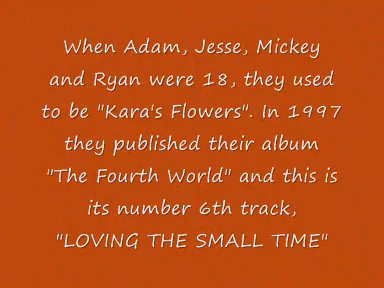 When Adam, Jesse, Mickey
and Ryan were 18, they used
to be "Kara's Flowers". In 1997
they published their album
"The Fourth World" and this is
its number 6th track,
"LOVING THE SMALL TIME"